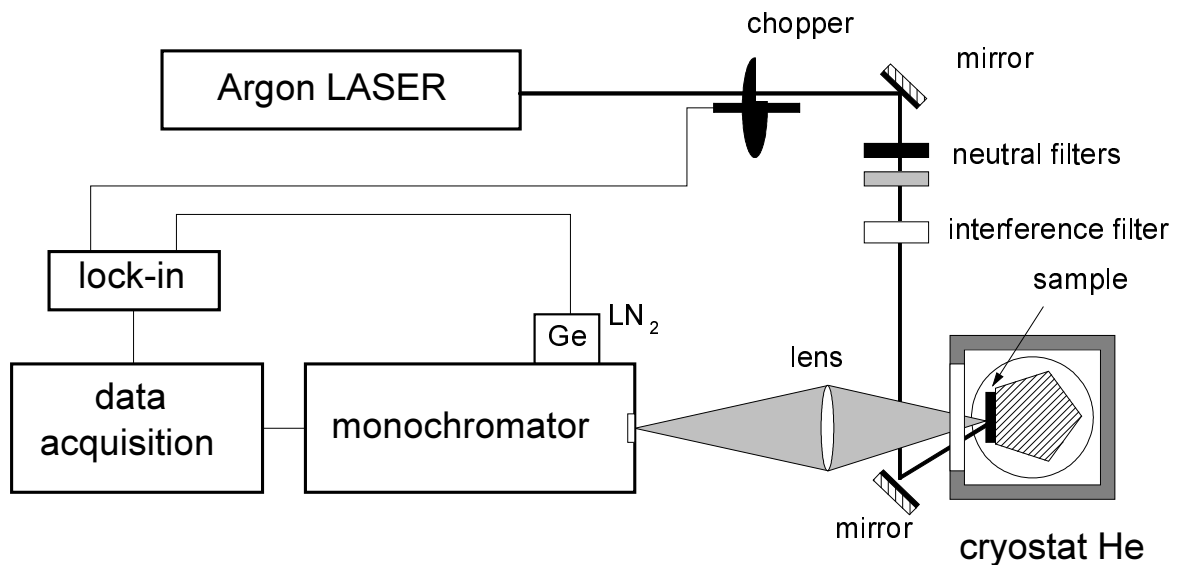 chopper
mirror
Argon LASER
neutral filters
interference filter
lock-in
sample
LN2
Ge
lens
data
acquisition
monochromator
mirror
cryostat He